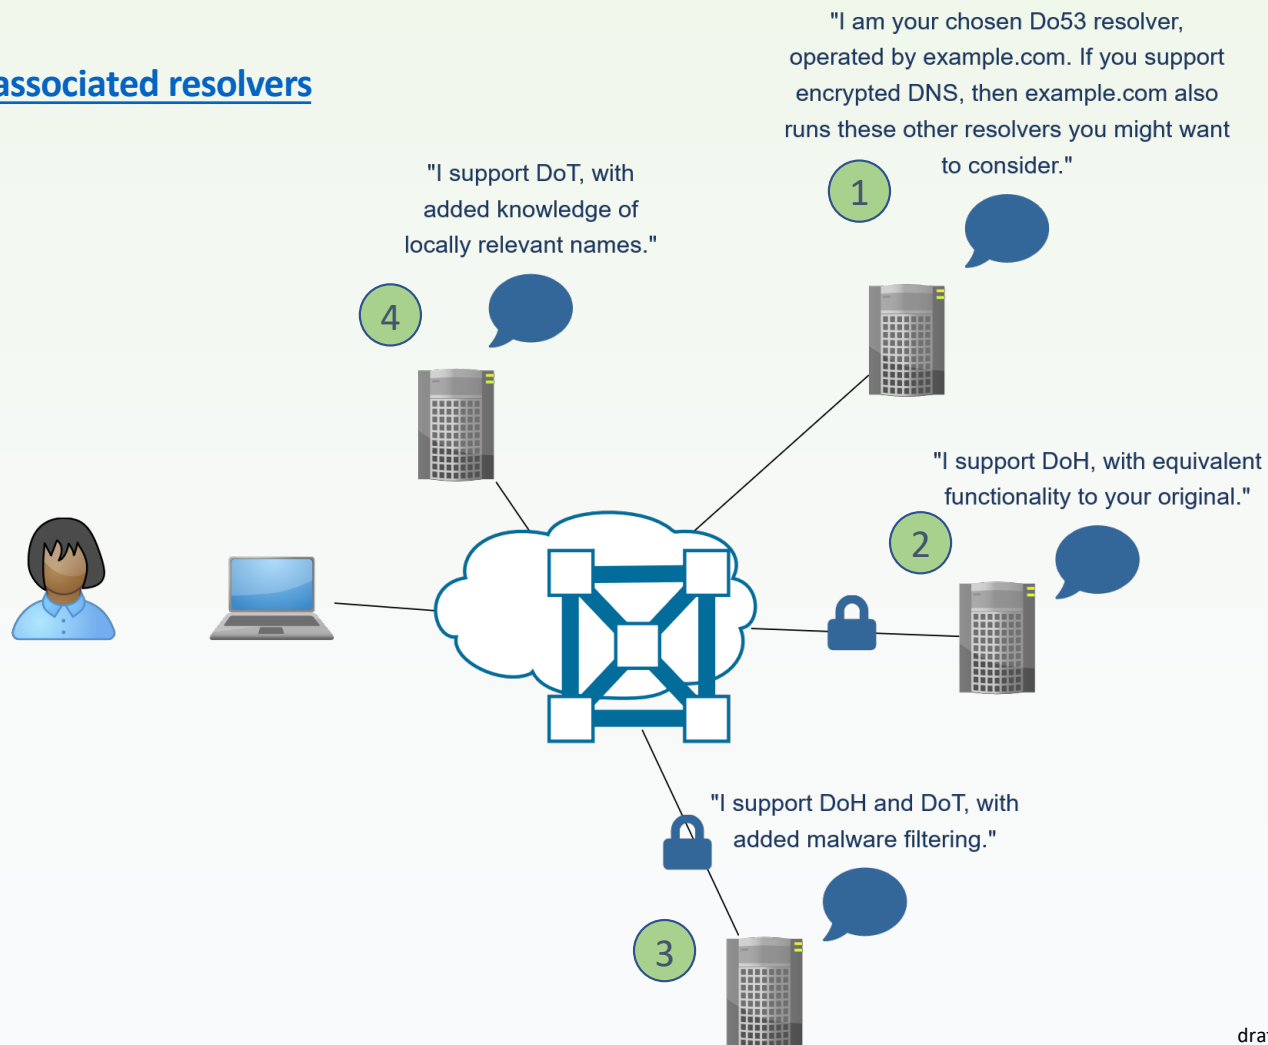 associated resolvers
"I am your chosen Do53 resolver,
operated by example.com. If you support
encrypted DNS, then example.com also
runs these other resolvers you might want
to consider."
1
"I support DoT, with
added knowledge of
locally relevant names."
4
"I support DoH, with equivalent
functionality to your original."
2
"I support DoH and DoT, with
added malware filtering."
3